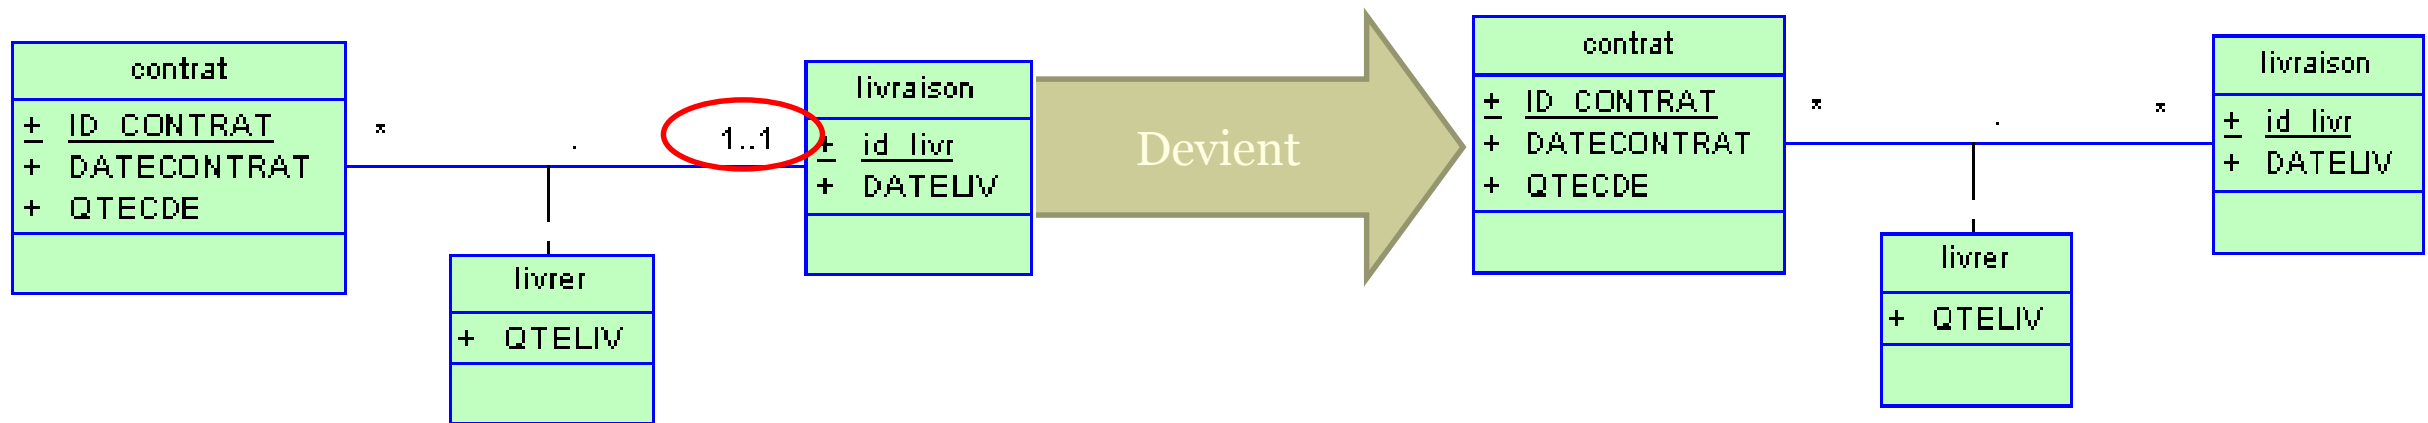 contrat
+ ID_CONTRAT
+ DATECONTRAT
+ QTECDE
*
.
1..1
livrer
+ QTELIV
livraison
+ id_livr
+ DATELIV
Devient
contrat
+ ID_CONTRAT
+ DATECONTRAT
+ QTECDE
*
.
*
livrer
+ QTELIV
livraison
+ id_livr
+ DATELIV